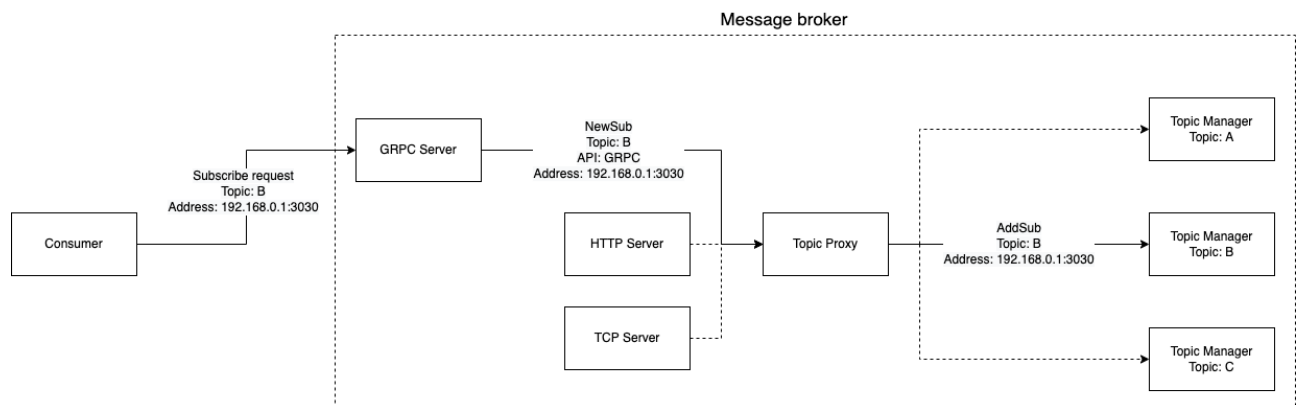 Message broker
GRPC Server
NewSub
Topic: B
API: GRPC
Address: 192.168.0.1:3030
Topic Manager
Topic: A
Subscribe request
Topic: B
Address: 192.168.0.1:3030
Consumer
HTTP Server
Topic Proxy
AddSub
Topic: B
Address: 192.168.0.1:3030
Topic Manager
Topic: B
TCP Server
Topic Manager
Topic: C